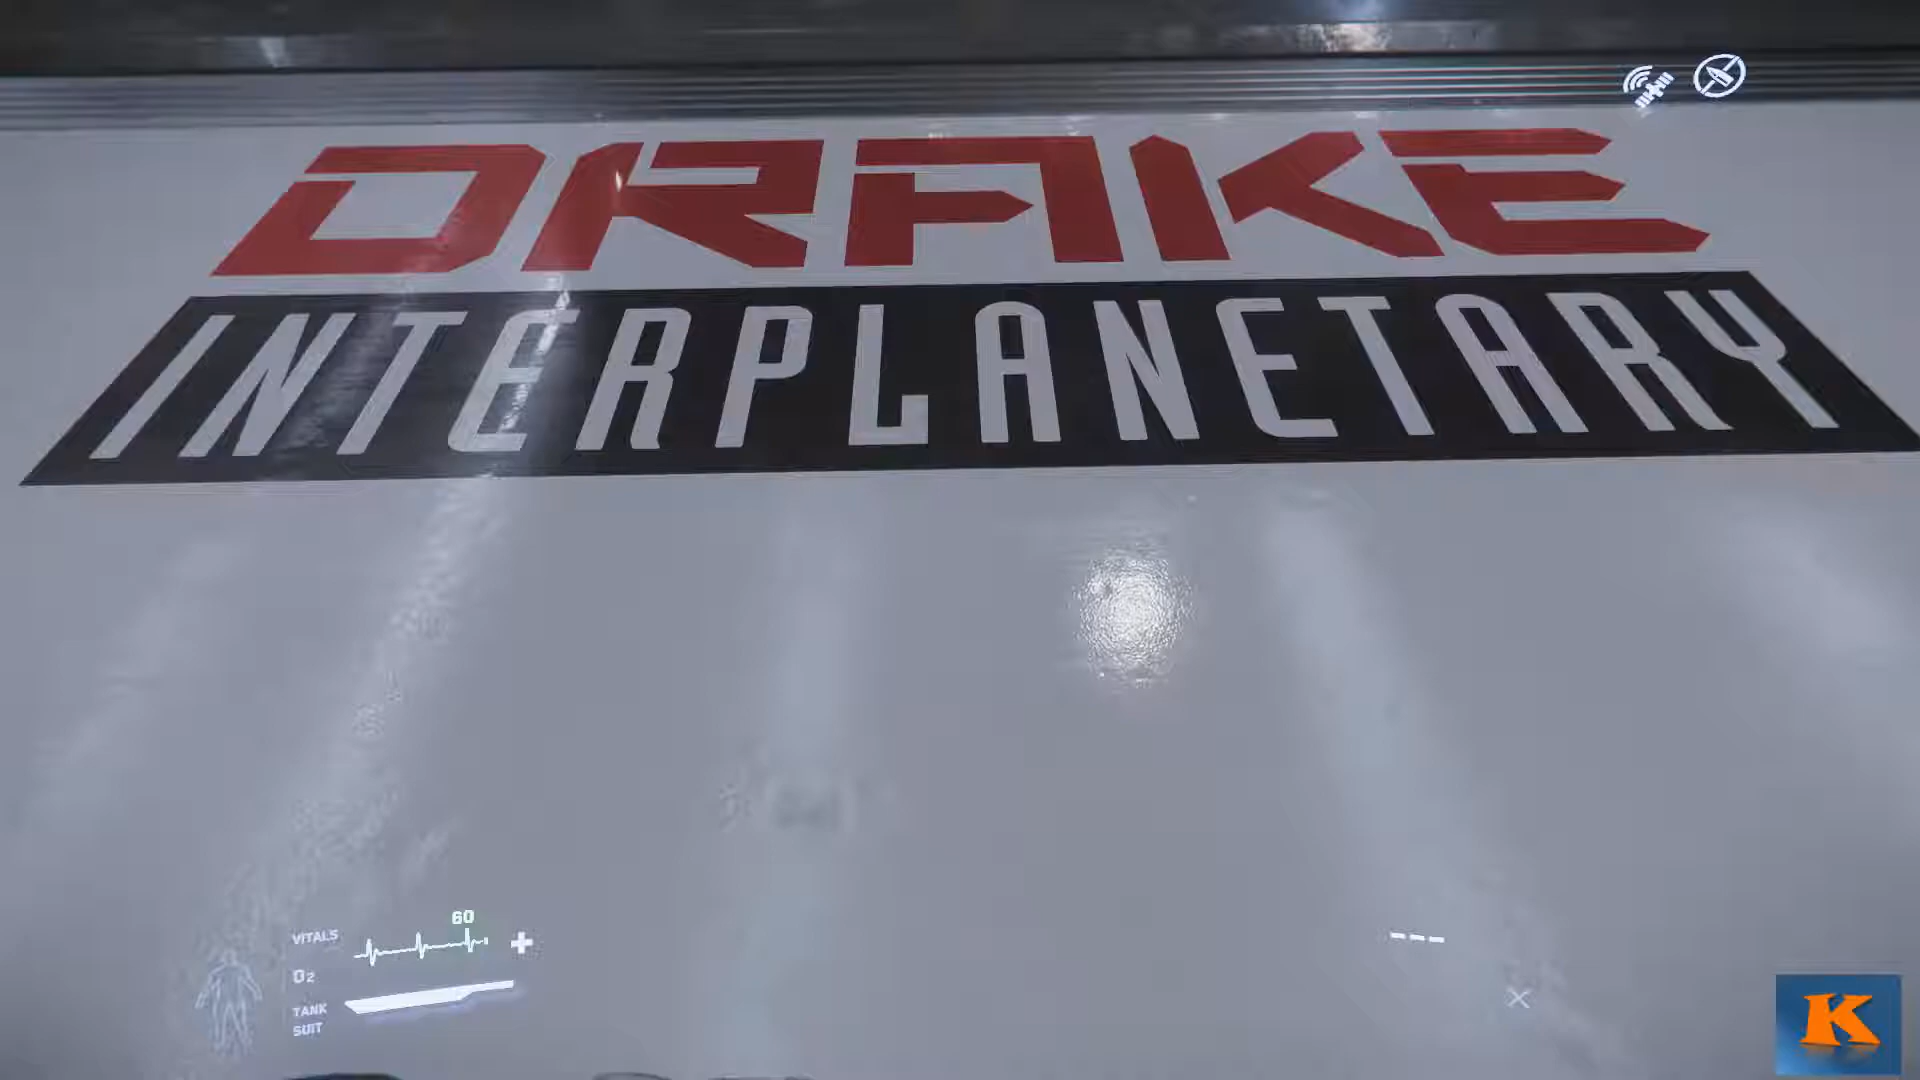 DRAKE
INTERPLANETARY
60
VITALS
O2
TANK
SUIT
---
K